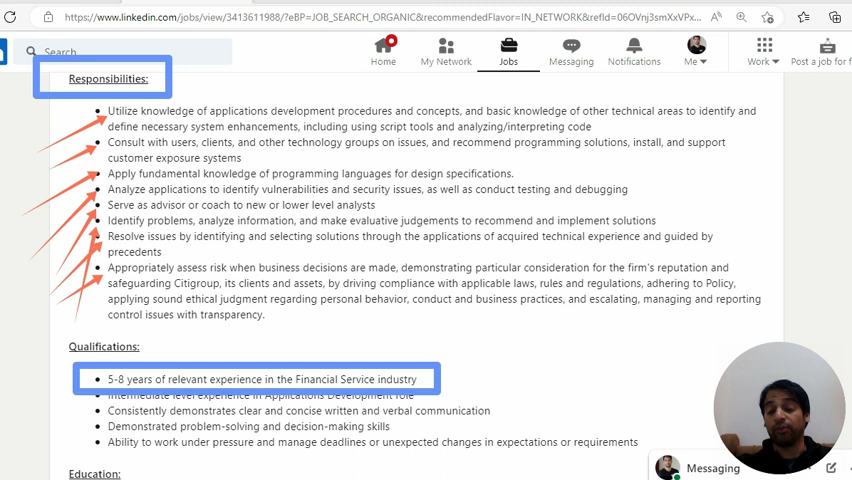 www.linkedin.com/jobs/view/3413611988/?eBP=JOB_SEARCH_ORGANIC&recommendedFlavor=IN_NETWORK&refId=06OVnj3smXxVPx...
Search
Home
My Network
Jobs
Messaging
Notifications
Me
Work
Post a job for
Responsibilities:
Utilize knowledge of applications development procedures and concepts, and basic knowledge of other technical areas to identify and
define necessary system enhancements, including using script tools and analyzing/interpreting code
Consult with users, clients, and other technology groups on issues, and recommend programming solutions, install, and support
customer exposure systems
Apply fundamental knowledge of programming languages for design specifications.
Analyze applications to identify vulnerabilities and security issues, as well as conduct testing and debugging
Serve as advisor or coach to new or lower level analysts
Identify problems, analyze information, and make evaluative judgements to recommend and implement solutions
Resolve issues by identifying and selecting solutions through the applications of acquired technical experience and guided by
precedents
Appropriately assess risk when business decisions are made, demonstrating particular consideration for the firm's reputation and
safeguarding Citigroup, its clients and assets, by driving compliance with applicable laws, rules and regulations, adhering to Policy,
applying sound ethical judgment regarding personal behavior, conduct and business practices, and escalating, managing and reporting
control issues with transparency.
Qualifications:
5-8 years of relevant experience in the Financial Service industry
Intermediate level experience in Applications Development role
Consistently demonstrates clear and concise written and verbal communication
Demonstrated problem-solving and decision-making skills
Ability to work under pressure and manage deadlines or unexpected changes in expectations or requirements
Education:
Messaging